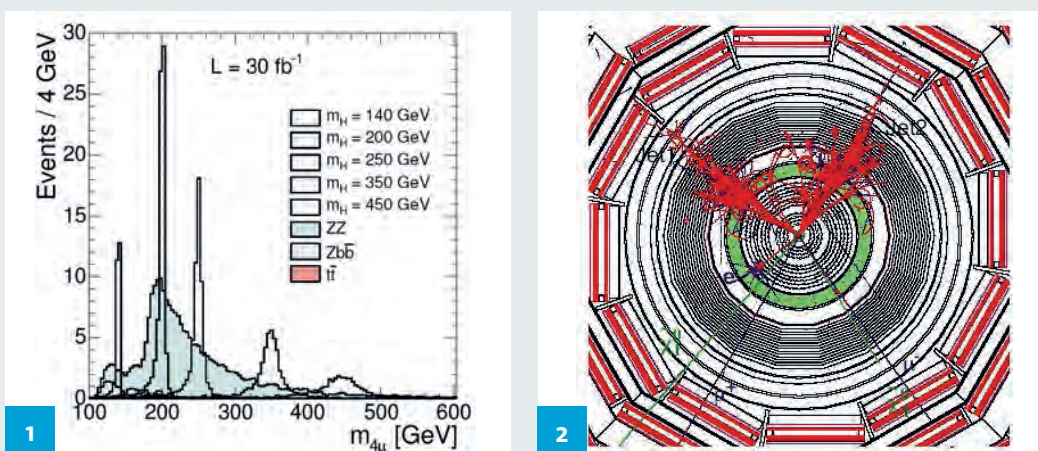 30
25
20
15
10
5
0
Events / 4 GeV
L = 30 fb⁻¹
m_H = 140 GeV
m_H = 200 GeV
m_H = 250 GeV
m_H = 350 GeV
m_H = 450 GeV
ZZ
Zbb̄
tt̄
100 200 300 400 500 600
m_4μ [GeV]
1
Jet1
Jet2
e
μ⁺
μ⁻
2